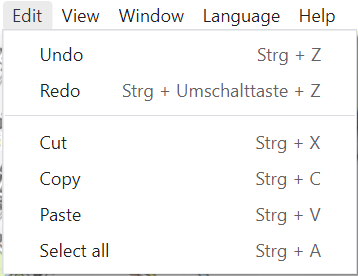 Edit View Window Language Help
Undo Strg + Z
Redo Strg + Umschalttaste + Z
Cut Strg + X
Copy Strg + C
Paste Strg + V
Select all Strg + A